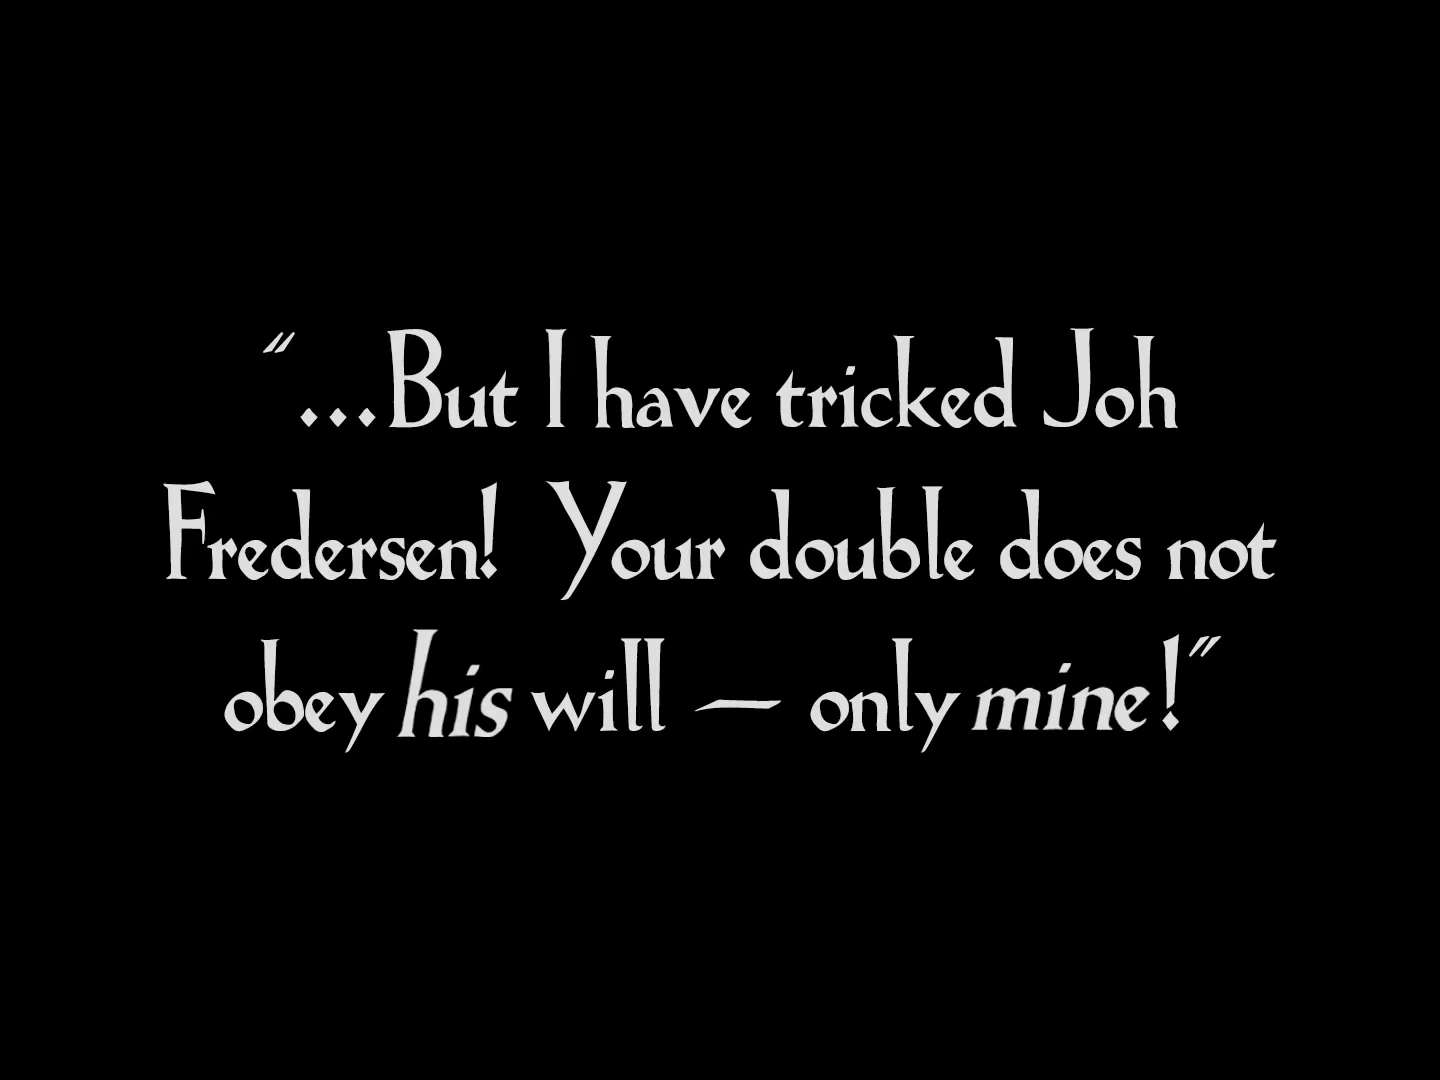 “...But I have tricked Joh
Fredersen! Your double does not
obey his will — only mine!”